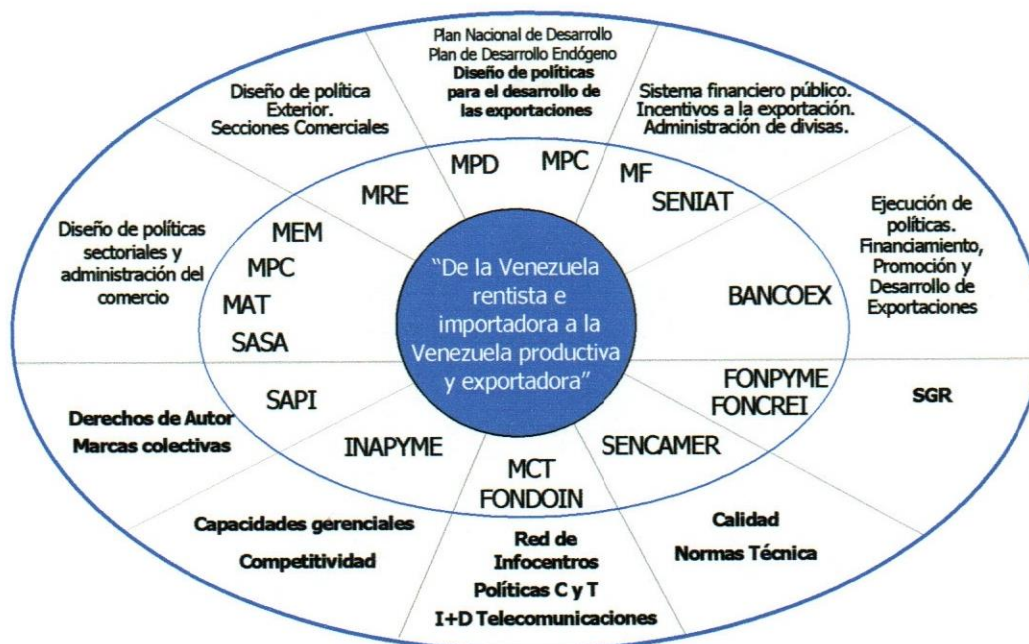 Plan Nacional de Desarrollo
Plan de Desarrollo Endógeno
Diseño de políticas
para el desarrollo de
las exportaciones
Diseño de política
Exterior.
Secciones Comerciales
Sistema financiero público.
Incentivos a la exportación.
Administración de divisas.
MPD
MPC
MF
SENIAT
MRE
MEM
MPC
MAT
SASA
Diseño de políticas
sectoriales y
administración del
comercio
Ejecución de
políticas.
Financiamiento,
Promoción y
Desarrollo de
Exportaciones
BANCOEX
“De la Venezuela
rentista e
importadora a la
Venezuela productiva
y exportadora”
FONPYME
FONCREI
SGR
SAPI
Derechos de Autor
Marcas colectivas
INAPYME
MCT
FONDOIN
SENCAMER
Capacidades gerenciales
Competitividad
Red de
Infocentros
Políticas C y T
I+D Telecomunicaciones
Calidad
Normas Técnica